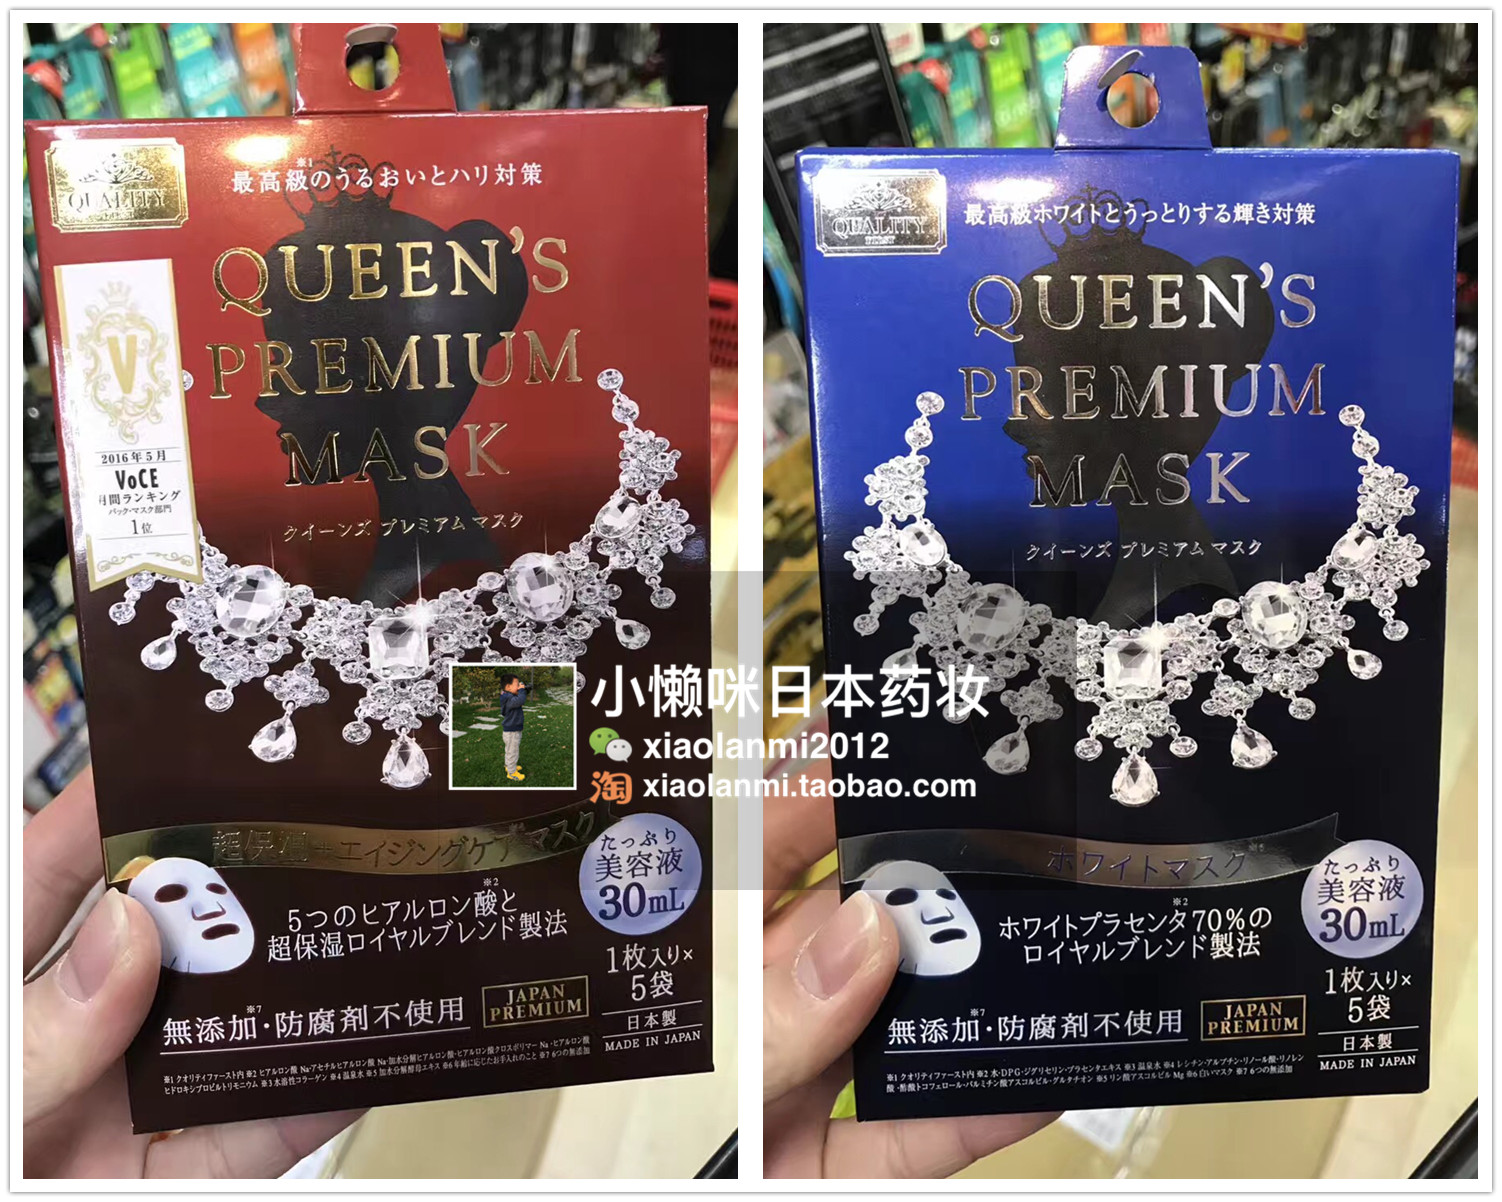 QUALITY
FIRST
最高級※1のうるおいとハリ対策
QUEEN'S
PREMIUM
MASK
クイーンズ プレミアム マスク
V
2016年5月
VoCE
月間ランキング
パック・マスク部門
1位
超保湿+エイジングケアマスク
たっぷり
美容液
30mL
5つのヒアルロン酸※2と
超保湿ロイヤルブレンド製法
1枚入り×
5袋
無添加※7・防腐剤不使用
JAPAN
PREMIUM
日本製
MADE IN JAPAN
QUALITY
FIRST
最高級ホワイトとうっとりする輝き対策
QUEEN'S
PREMIUM
MASK
クイーンズ プレミアム マスク
ホワイトマスク
たっぷり
美容液
30mL
ホワイトプラセンタ※2 70%の
ロイヤルブレンド製法
1枚入り×
5袋
無添加※7・防腐剤不使用
JAPAN
PREMIUM
日本製
MADE IN JAPAN
小懒咪日本药妆
xiaolanmi2012
淘 xiaolanmi.taobao.com